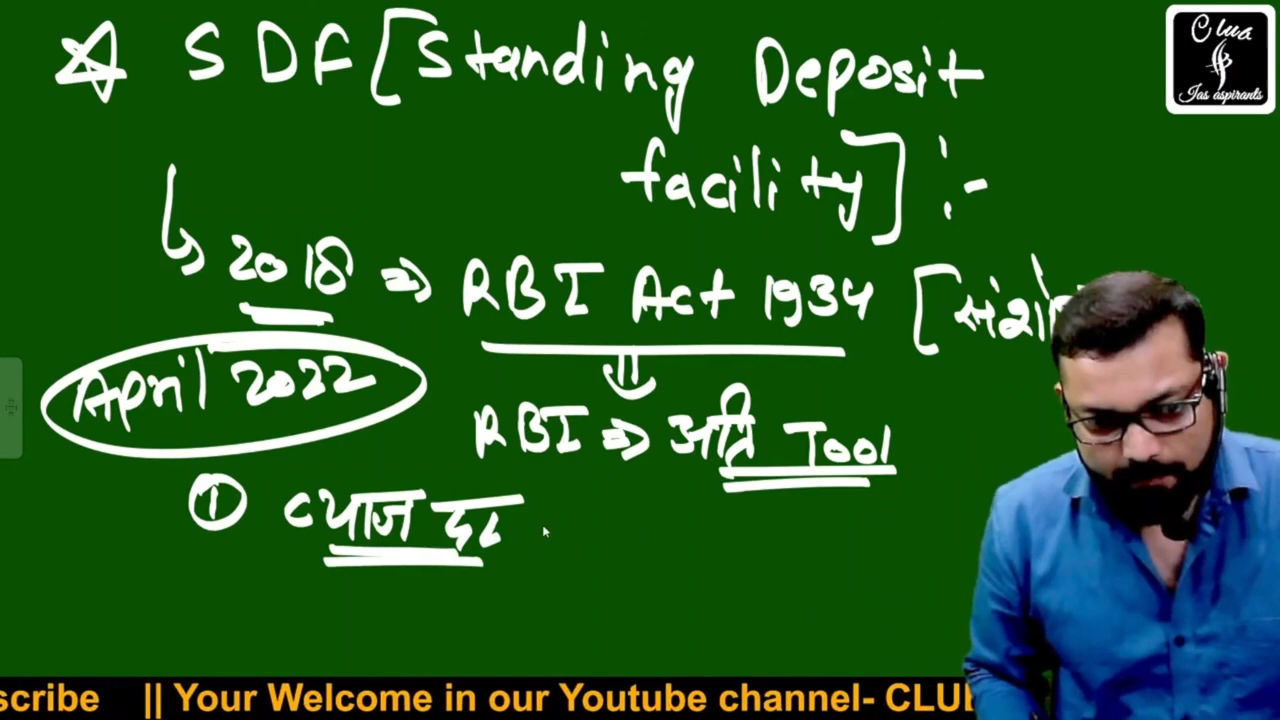 SDF [Standing Deposit
facility] :-
2018 ⇒ RBI Act 1934 [
April 2022
RBI ⇒ अति Tool
① ब्याज दर
Clua
Ias aspirants
scribe || Your Welcome in our Youtube channel- CLU